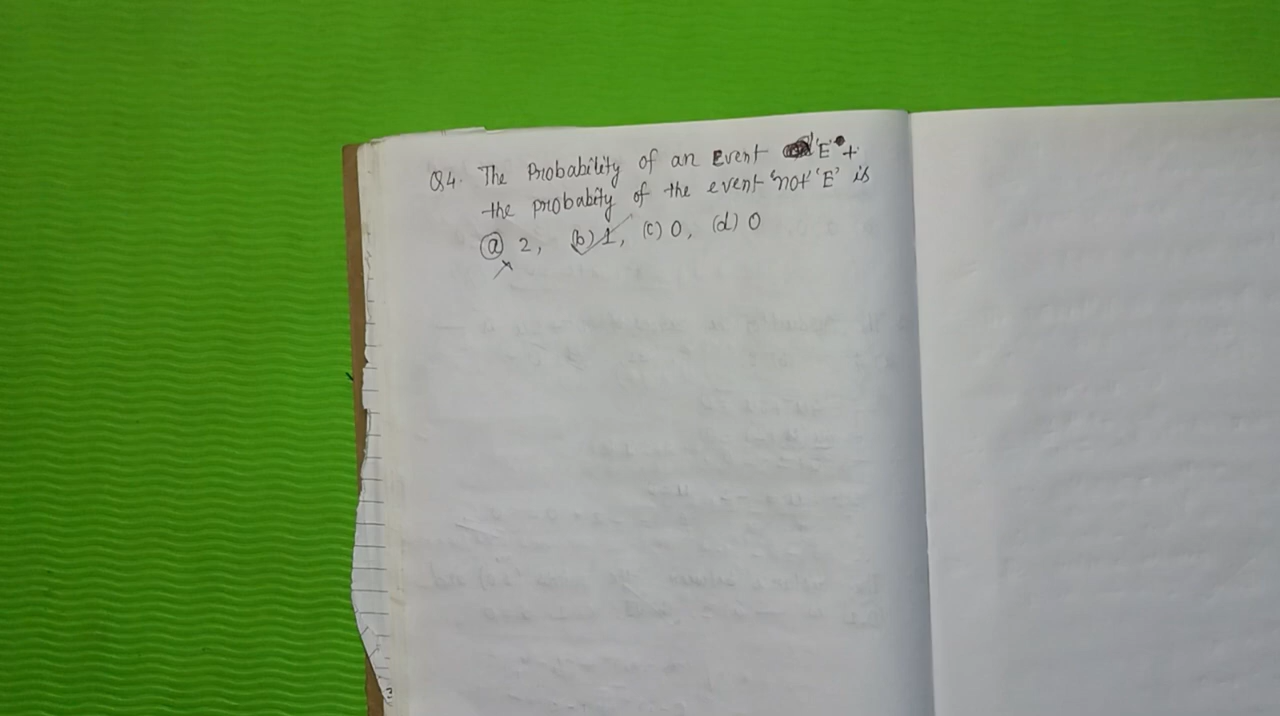 Q4. The Probability of an Event 'E' +
the probabity of the event 'not 'E' is
(a) 2, (b) 1, (c) 0, (d) 0